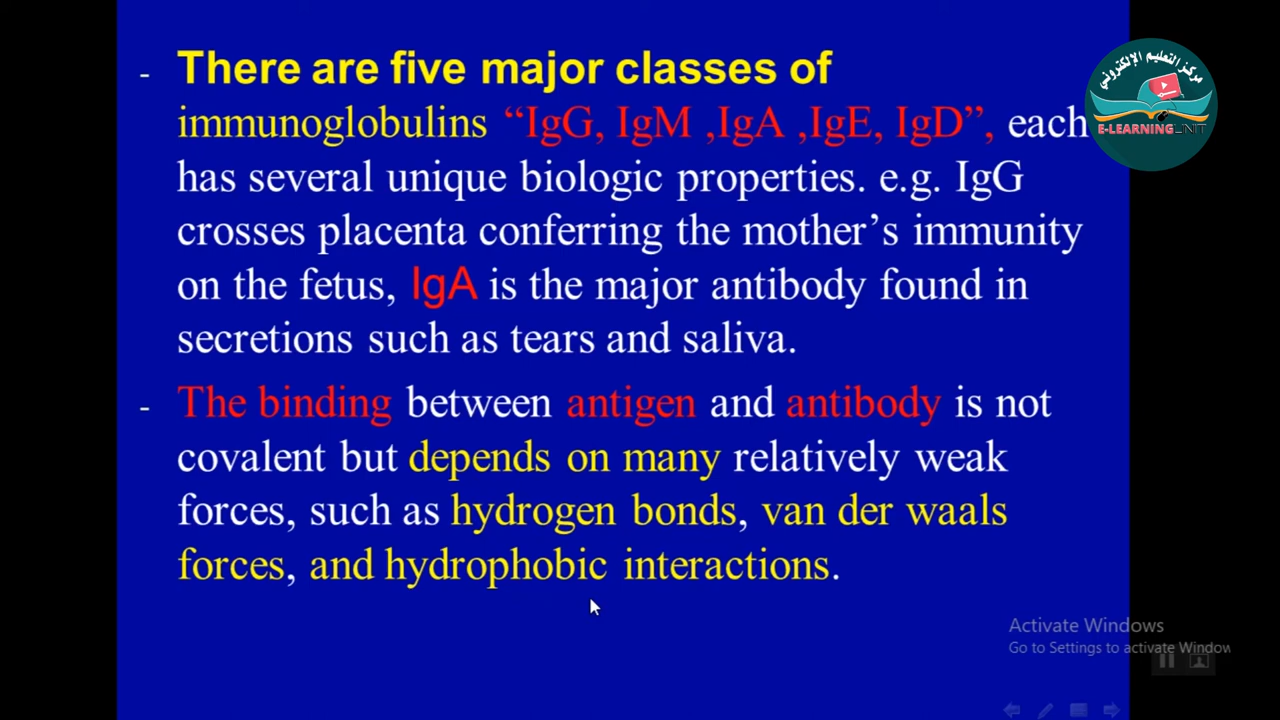 - There are five major classes of
immunoglobulins “IgG, IgM ,IgA ,IgE, IgD”, each
has several unique biologic properties. e.g. IgG
crosses placenta conferring the mother’s immunity
on the fetus, IgA is the major antibody found in
secretions such as tears and saliva.
- The binding between antigen and antibody is not
covalent but depends on many relatively weak
forces, such as hydrogen bonds, van der waals
forces, and hydrophobic interactions.
مركز التعليم الإلكتروني
E-LEARNING UNIT
Activate Windows
Go to Settings to activate Window